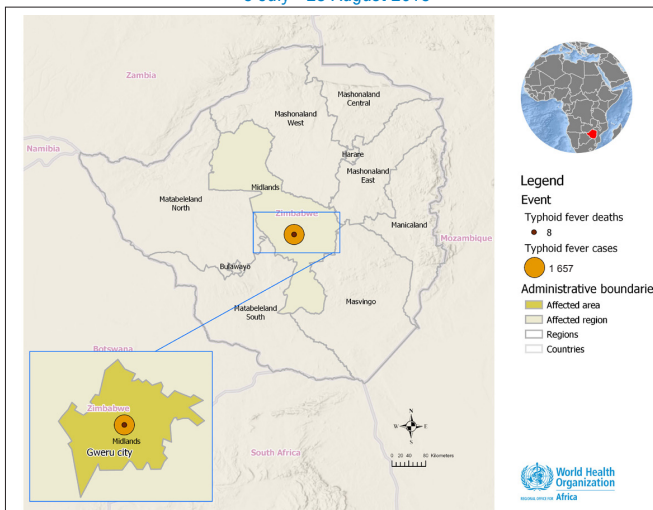 Zambia
Mashonaland
Central
Mashonaland
West
Namibia
Harare
Mashonaland
East
Midlands
Matabeleland
North
Zimbabwe
Manicaland
Mozambique
Bulawayo
Masvingo
Matabeleland
South
Botswana
Zimbabwe
Midlands
Gweru city
South Africa
N
W
E
S
0 20 40 80 Kilometers
Legend
Event
Typhoid fever deaths
8
Typhoid fever cases
1 657
Administrative boundarie
Affected area
Affected region
Regions
Countries
World Health
Organization
REGIONAL OFFICE FOR Africa